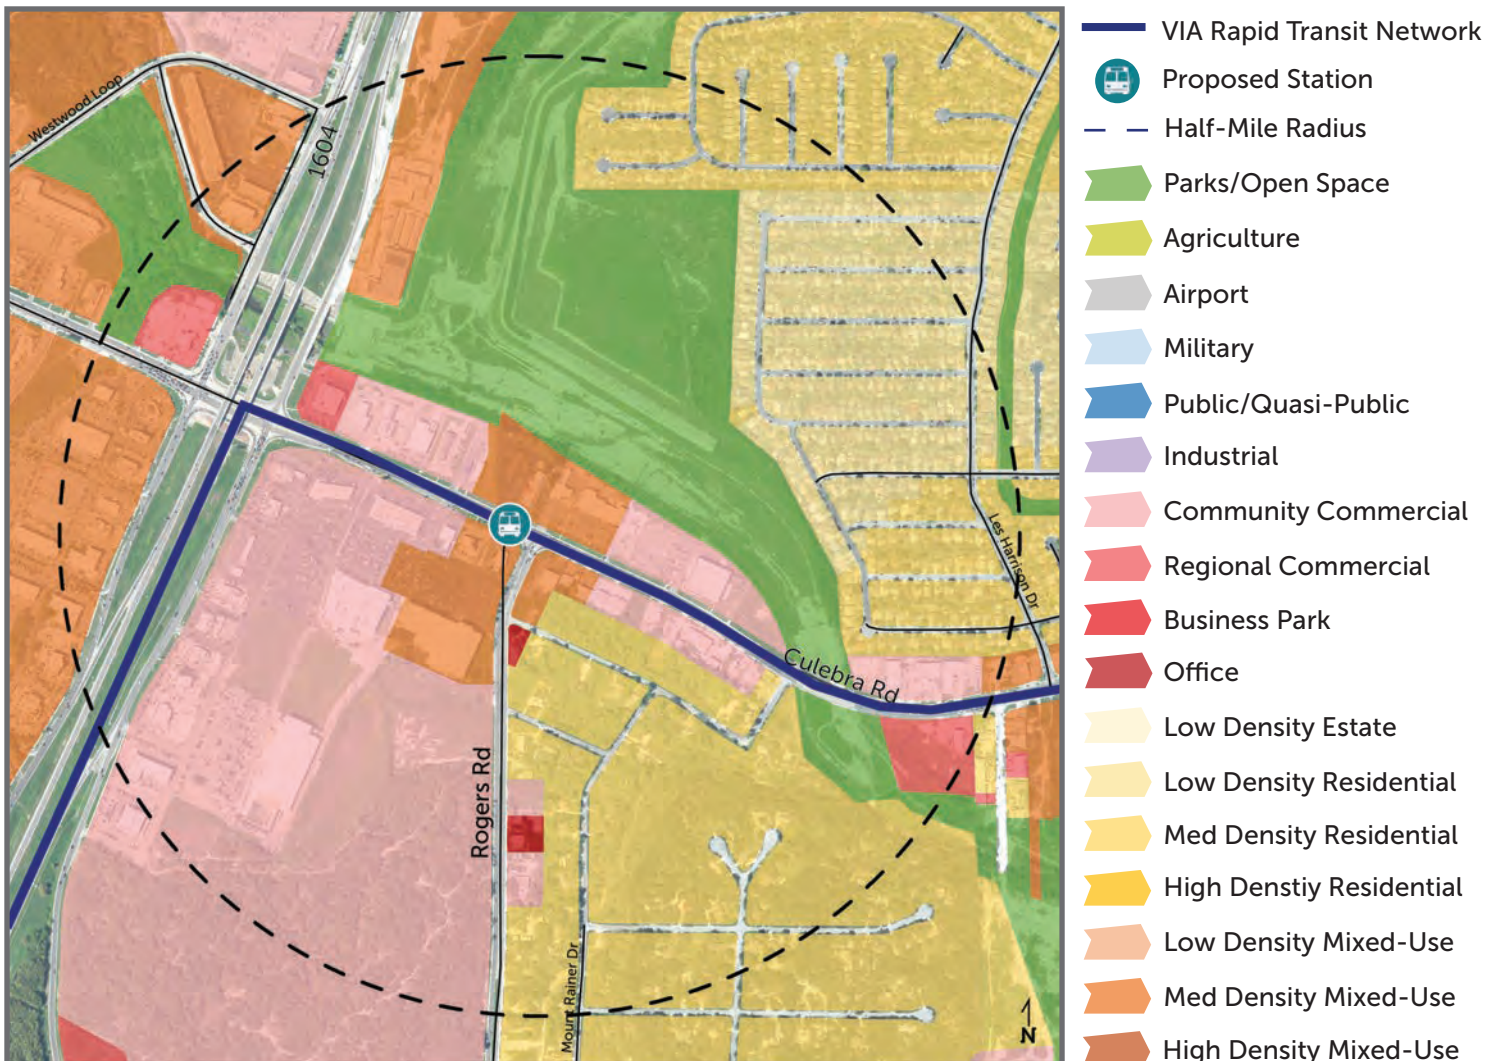 Westwood Loop
1604
Culebra Rd
Les Harrison Dr
Rogers Rd
Mount Rainer Dr
N
VIA Rapid Transit Network
Proposed Station
Half-Mile Radius
Parks/Open Space
Agriculture
Airport
Military
Public/Quasi-Public
Industrial
Community Commercial
Regional Commercial
Business Park
Office
Low Density Estate
Low Density Residential
Med Density Residential
High Denstiy Residential
Low Density Mixed-Use
Med Density Mixed-Use
High Density Mixed-Use